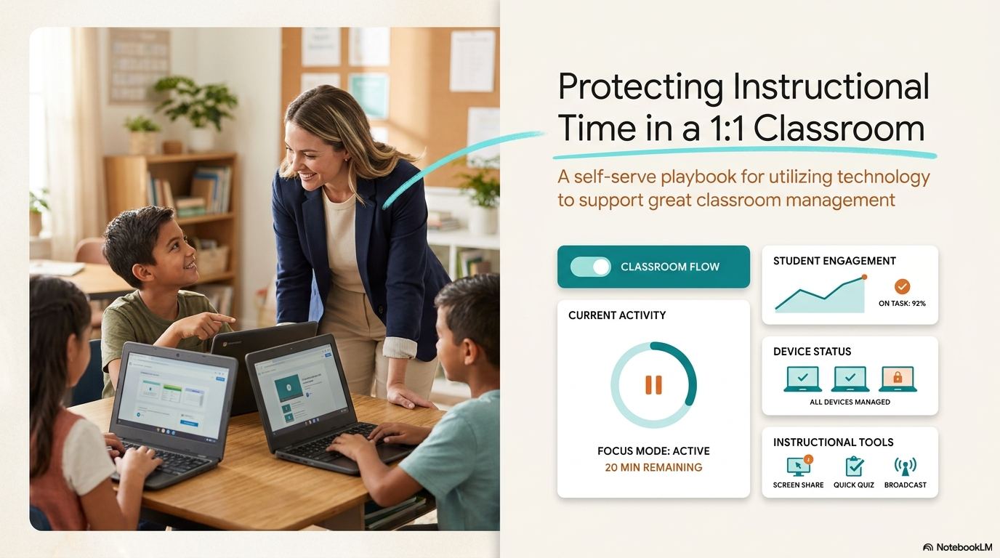 Protecting Instructional
Time in a 1:1 Classroom
A self-serve playbook for utilizing technology
to support great classroom management
CLASSROOM FLOW
CURRENT ACTIVITY
FOCUS MODE: ACTIVE
20 MIN REMAINING
STUDENT ENGAGEMENT
ON TASK: 92%
DEVICE STATUS
ALL DEVICES MANAGED
INSTRUCTIONAL TOOLS
SCREEN SHARE
QUICK QUIZ
BROADCAST
NotebookLM